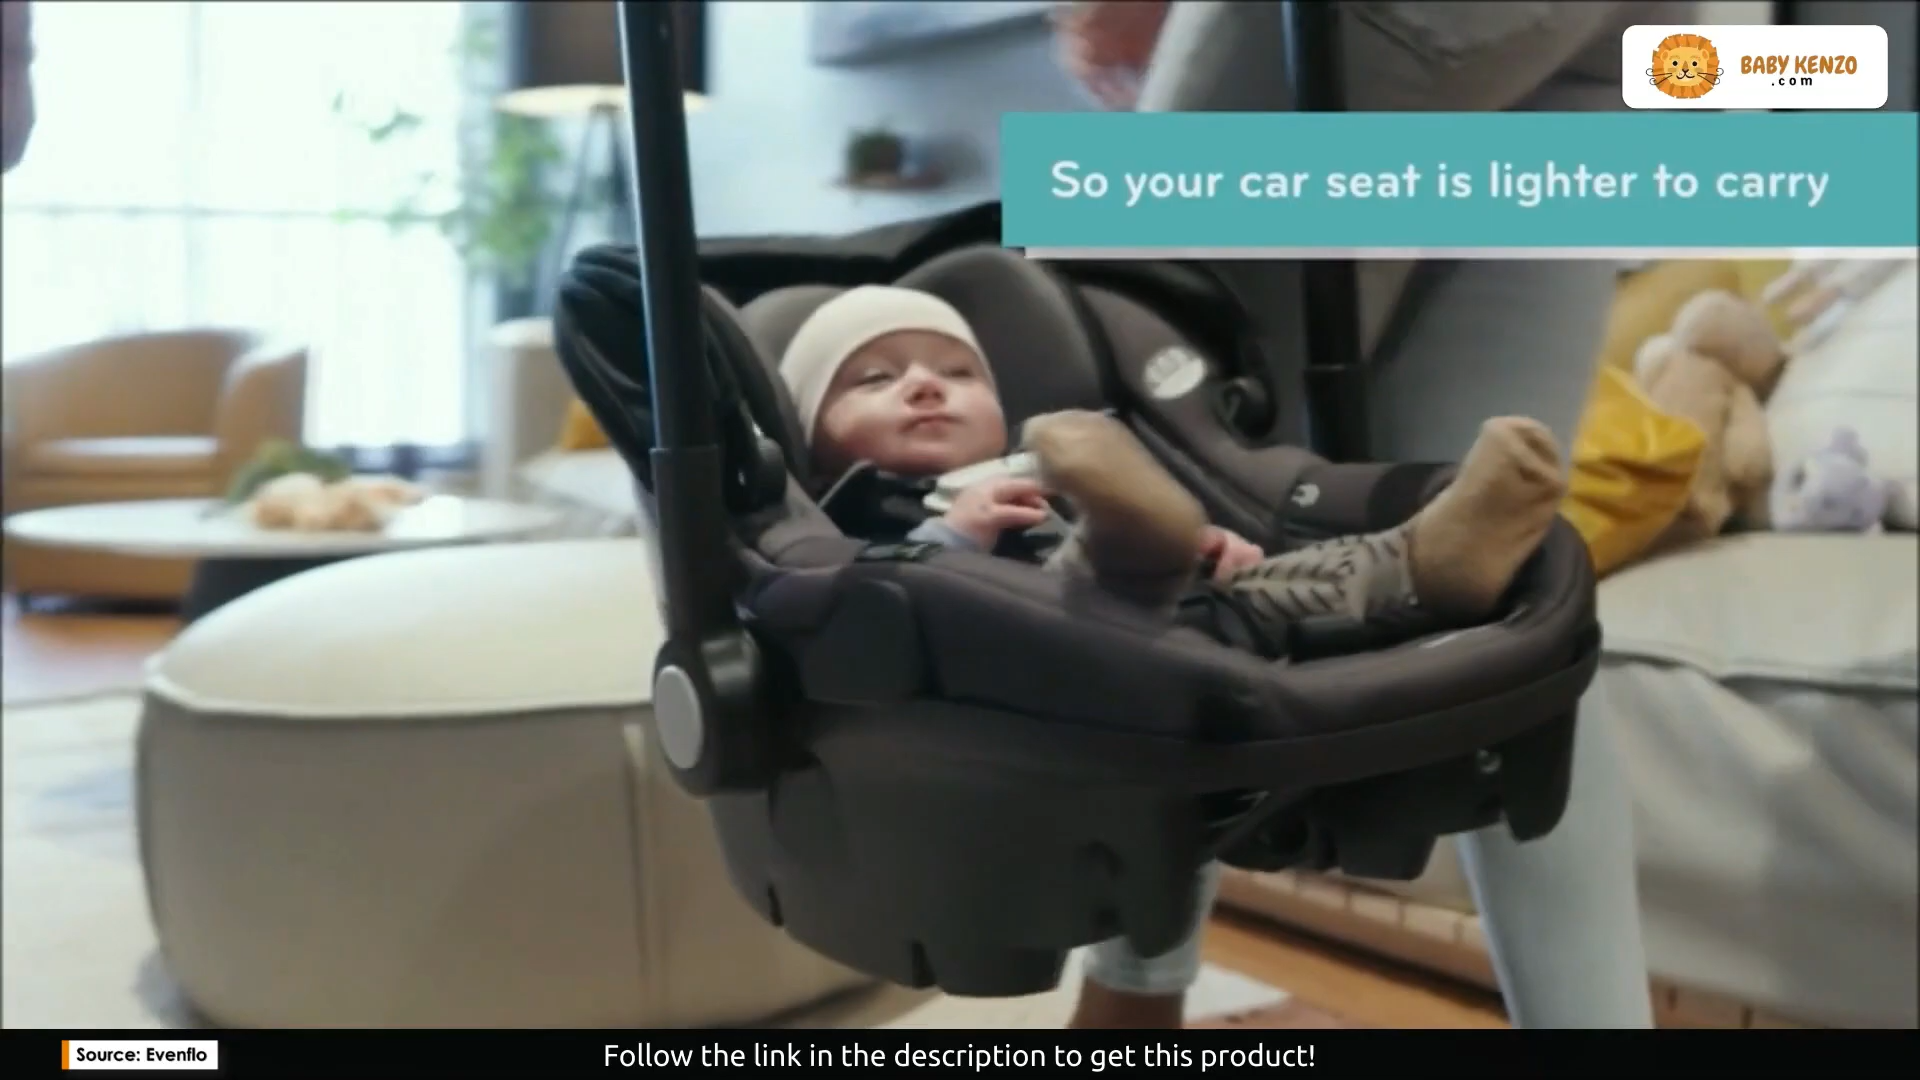 BABY KENZO
.com
So your car seat is lighter to carry
Source: Evenflo
Follow the link in the description to get this product!